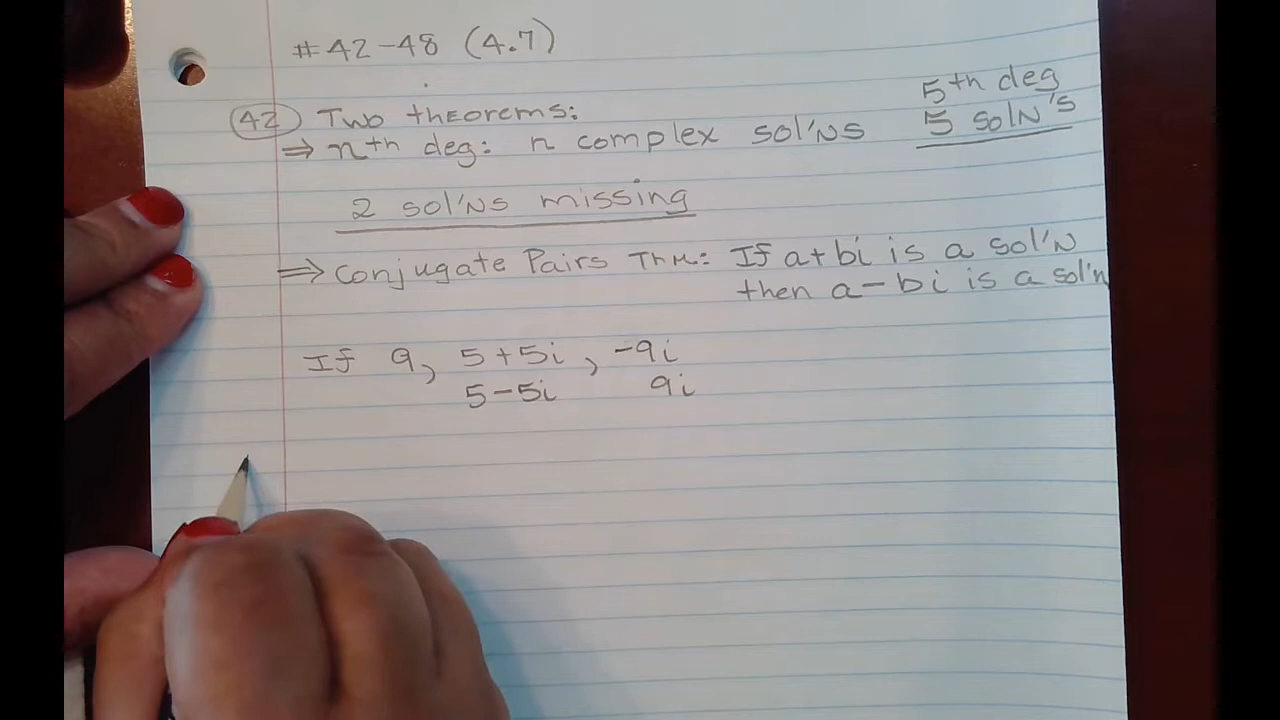 #42-48 (4.7)
42 Two theorems:
⇒ nth deg: n complex sol'Ns
5th deg
5 solN's
2 sol'Ns missing
⇒ conjugate Pairs Thm: If a+bi is a sol'N
then a-bi is a sol'n
If 9, 5+5i, -9i
5-5i 9i